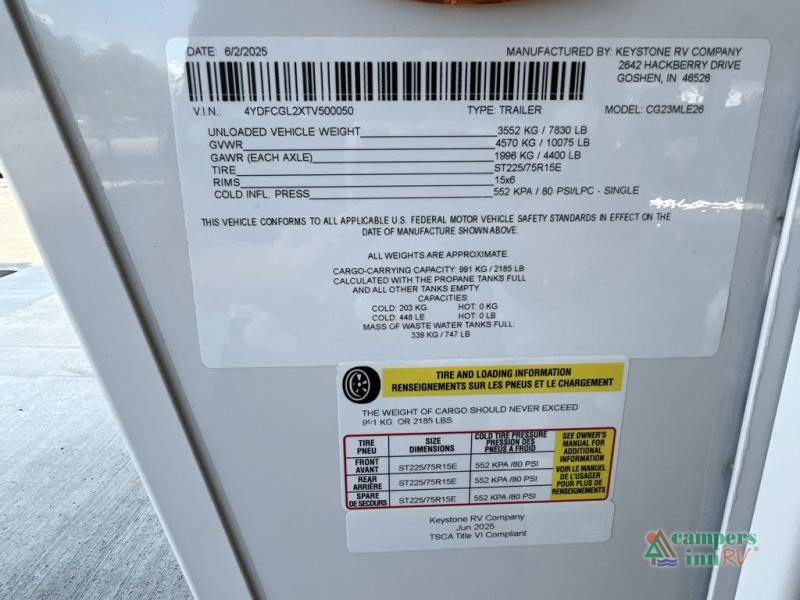 DATE: 6/2/2025 MANUFACTURED BY: KEYSTONE RV COMPANY
2642 HACKBERRY DRIVE
GOSHEN, IN 46526
V.I.N.: 4YDFCGL2XTV500050 TYPE: TRAILER MODEL: CG23MLE26
UNLOADED VEHICLE WEIGHT 3552 KG / 7830 LB
GVWR 4570 KG / 10075 LB
GAWR (EACH AXLE) 1996 KG / 4400 LB
TIRE ST225/75R15E
RIMS 15x6
COLD INFL. PRESS 552 KPA / 80 PSI/LPC - SINGLE
THIS VEHICLE CONFORMS TO ALL APPLICABLE U.S. FEDERAL MOTOR VEHICLE SAFETY STANDARDS IN EFFECT ON THE
DATE OF MANUFACTURE SHOWN ABOVE.
ALL WEIGHTS ARE APPROXIMATE.
CARGO-CARRYING CAPACITY: 991 KG / 2185 LB
CALCULATED WITH THE PROPANE TANKS FULL
AND ALL OTHER TANKS EMPTY.
CAPACITIES:
COLD: 203 KG HOT: 0 KG
COLD: 448 LB HOT: 0 LB
MASS OF WASTE WATER TANKS FULL:
339 KG / 747 LB
TIRE AND LOADING INFORMATION
RENSEIGNEMENTS SUR LES PNEUS ET LE CHARGEMENT
THE WEIGHT OF CARGO SHOULD NEVER EXCEED
991 KG OR 2185 LBS.
TIRE PNEU SIZE DIMENSIONS COLD TIRE PRESSURE PRESSION DES PNEUS A FROID
FRONT AVANT ST225/75R15E 552 KPA /80 PSI
REAR ARRIÈRE ST225/75R15E 552 KPA /80 PSI
SPARE DE SECOURS ST225/75R15E 552 KPA /80 PSI
SEE OWNER'S
MANUAL FOR
ADDITIONAL
INFORMATION
VOIR LE MANUEL
DE L'USAGER
POUR PLUS DE
RENSEIGNEMENTS
Keystone RV Company
Jun 2025
TSCA Title VI Compliant
campers
inn RV